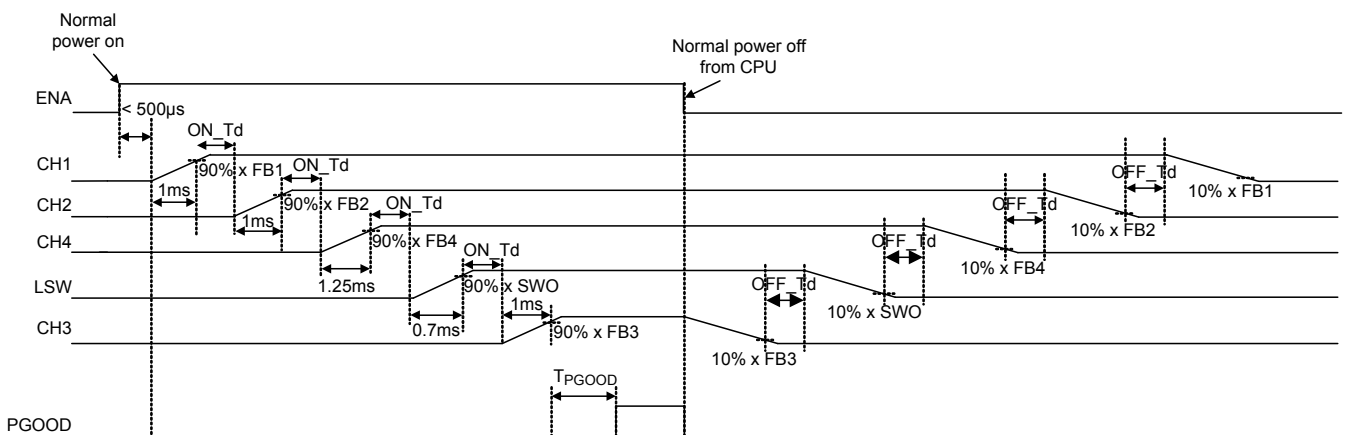 Normal
power on
Normal power off
from CPU
ENA
< 500µs
ON_Td
CH1
90% x FB1
ON_Td
OFF_Td
10% x FB1
1ms
CH2
90% x FB2
ON_Td
OFF_Td
10% x FB2
1ms
CH4
90% x FB4
ON_Td
OFF_Td
10% x FB4
1.25ms
LSW
90% x SWO
1ms
OFF_Td
10% x SWO
0.7ms
CH3
90% x FB3
10% x FB3
TPGOOD
PGOOD